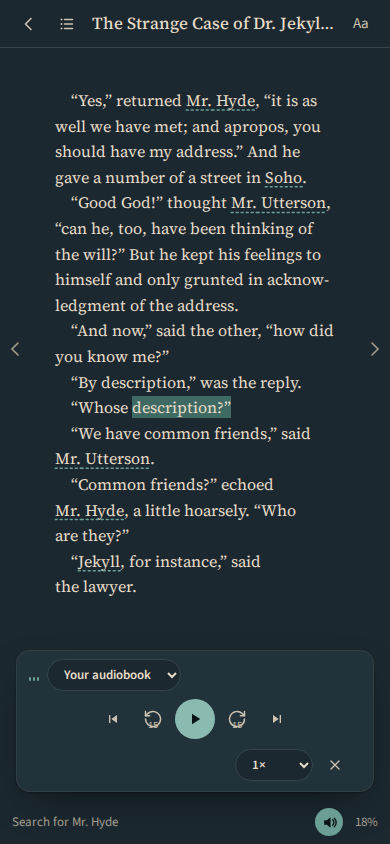 The Strange Case of Dr. Jekyl...
Aa
“Yes,” returned Mr. Hyde, “it is as
well we have met; and apropos, you
should have my address.” And he
gave a number of a street in Soho.
“Good God!” thought Mr. Utterson,
“can he, too, have been thinking of
the will?” But he kept his feelings to
himself and only grunted in acknow-
ledgment of the address.
“And now,” said the other, “how did
you know me?”
“By description,” was the reply.
“Whose description?”
“We have common friends,” said
Mr. Utterson.
“Common friends?” echoed
Mr. Hyde, a little hoarsely. “Who
are they?”
“Jekyll, for instance,” said
the lawyer.
Your audiobook
15
15
1×
Search for Mr. Hyde
18%